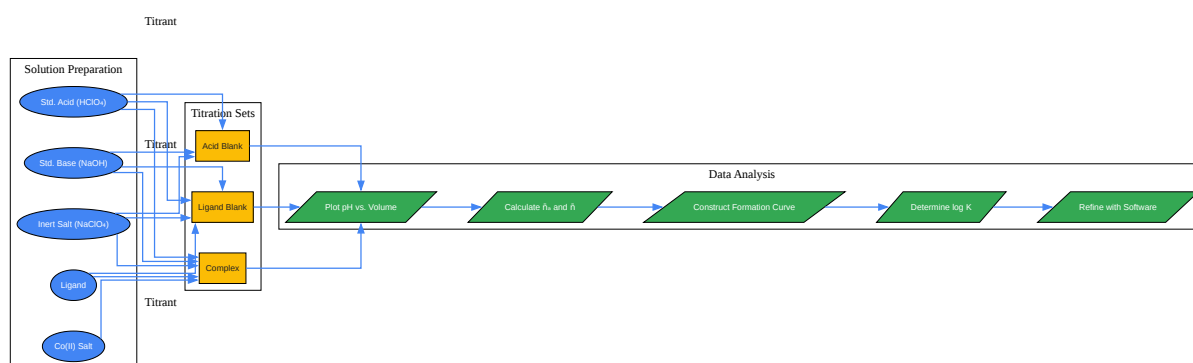 Titrant
Solution Preparation
Std. Acid (HClO₄)
Titration Sets
Acid Blank
Titrant
Std. Base (NaOH)
Data Analysis
Ligand Blank
Plot pH vs. Volume
Calculate n̄ₐ and n̄
Construct Formation Curve
Determine log K
Refine with Software
Inert Salt (NaClO₄)
Complex
Ligand
Titrant
Co(II) Salt